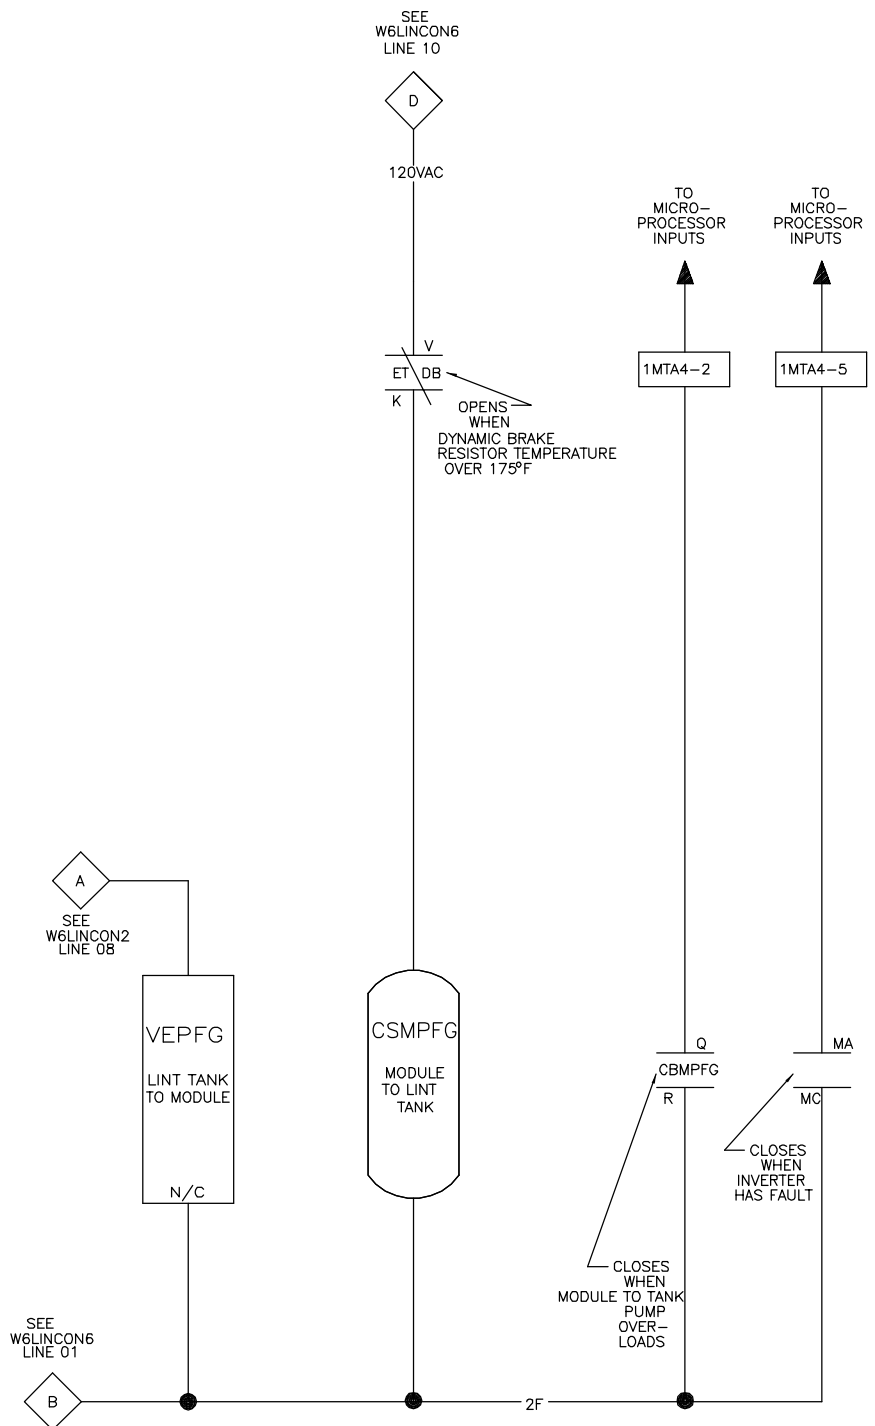 SEE
W6LINCON6
LINE 10
D
120VAC
TO
MICRO-
PROCESSOR
INPUTS
TO
MICRO-
PROCESSOR
INPUTS
1MTA4-2
1MTA4-5
V
ET DB
K
OPENS
WHEN
DYNAMIC BRAKE
RESISTOR TEMPERATURE
OVER 175°F
A
SEE
W6LINCON2
LINE 08
VEPFG
LINT TANK
TO MODULE
N/C
CSMPFG
MODULE
TO LINT
TANK
Q
CBMPFG
R
MA
MC
CLOSES
WHEN
INVERTER
HAS FAULT
CLOSES
WHEN
MODULE TO TANK
PUMP
OVER-
LOADS
SEE
W6LINCON6
LINE 01
B
2F